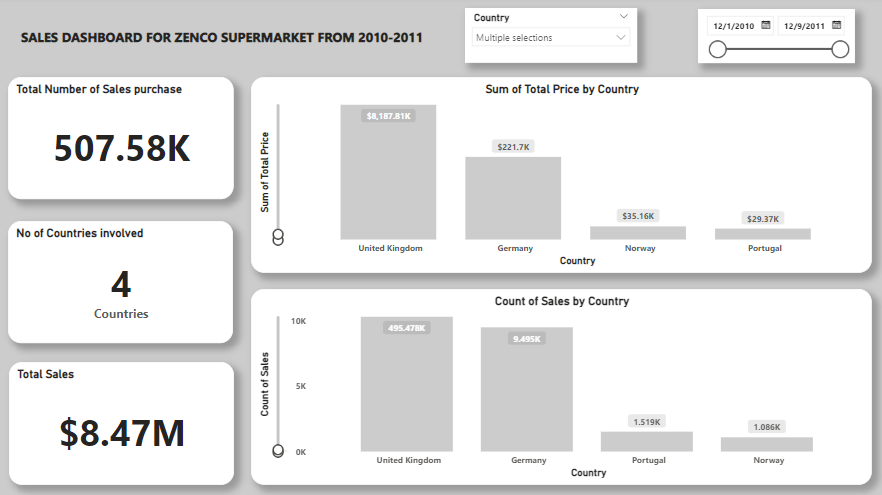 SALES DASHBOARD FOR ZENCO SUPERMARKET FROM 2010-2011
Country
Multiple selections
12/1/2010
12/9/2011
Total Number of Sales purchase
507.58K
No of Countries involved
4
Countries
Total Sales
$8.47M
Sum of Total Price by Country
Sum of Total Price
$8,187.81K
$221.7K
$35.16K
$29.37K
United Kingdom
Germany
Norway
Portugal
Country
Count of Sales by Country
Count of Sales
10K
5K
0K
495.478K
9.495K
1.519K
1.086K
United Kingdom
Germany
Portugal
Norway
Country